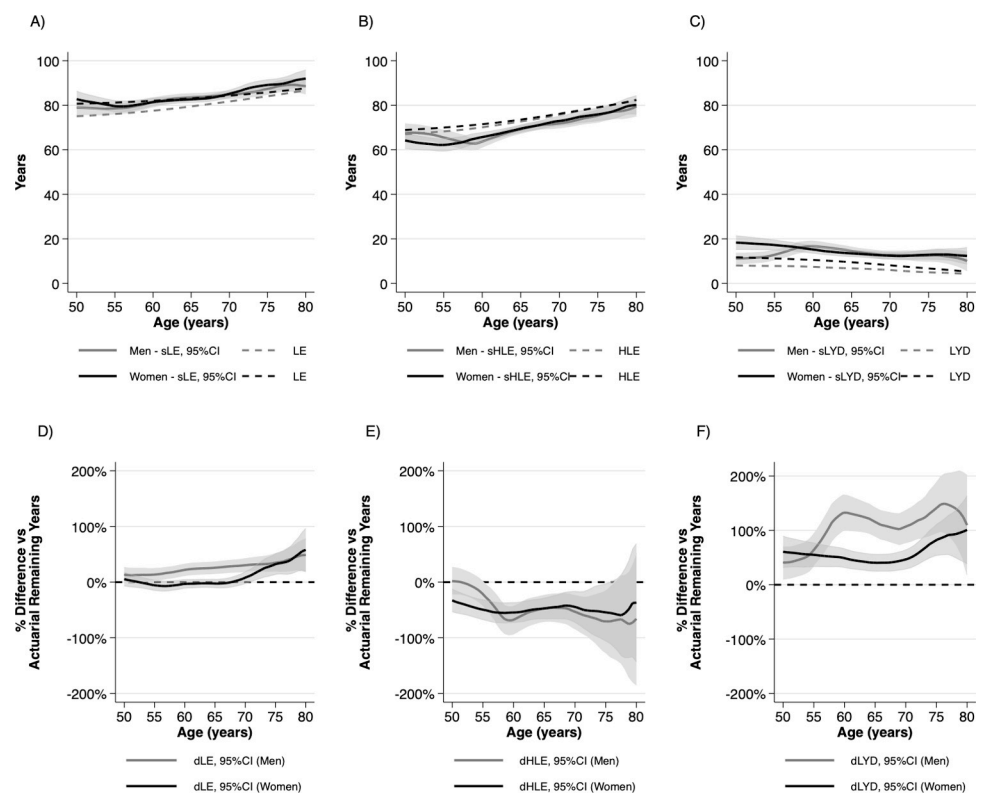 A)
B)
C)
Years
100
80
60
40
20
0
50 55 60 65 70 75 80
Age (years)
Men - sLE, 95%CI LE
Women - sLE, 95%CI LE
Years
100
80
60
40
20
0
50 55 60 65 70 75 80
Age (years)
Men - sHLE, 95%CI HLE
Women - sHLE, 95%CI HLE
Years
100
80
60
40
20
0
50 55 60 65 70 75 80
Age (years)
Men - sLYD, 95%CI LYD
Women - sLYD, 95%CI LYD
D)
E)
F)
% Difference vs
Actuarial Remaining Years
200%
100%
0%
-100%
-200%
50 55 60 65 70 75 80
Age (years)
dLE, 95%CI (Men)
dLE, 95%CI (Women)
% Difference vs
Actuarial Remaining Years
200%
100%
0%
-100%
-200%
50 55 60 65 70 75 80
Age (years)
dHLE, 95%CI (Men)
dHLE, 95%CI (Women)
% Difference vs
Actuarial Remaining Years
200%
100%
0%
-100%
-200%
50 55 60 65 70 75 80
Age (years)
dLYD, 95%CI (Men)
dLYD, 95%CI (Women)